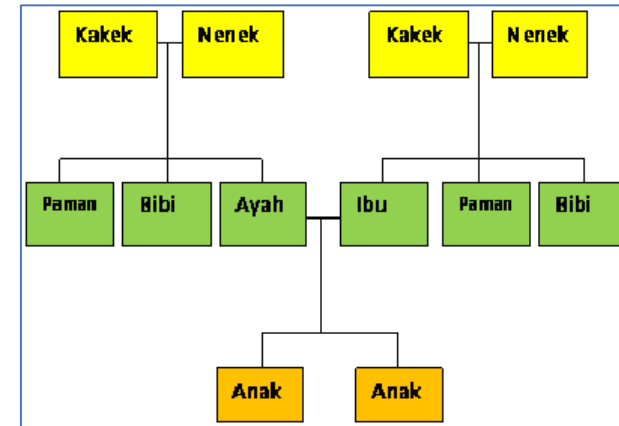 Kakek Nenek Kakek Nenek
Paman Bibi Ayah Ibu Paman Bibi
Anak Anak